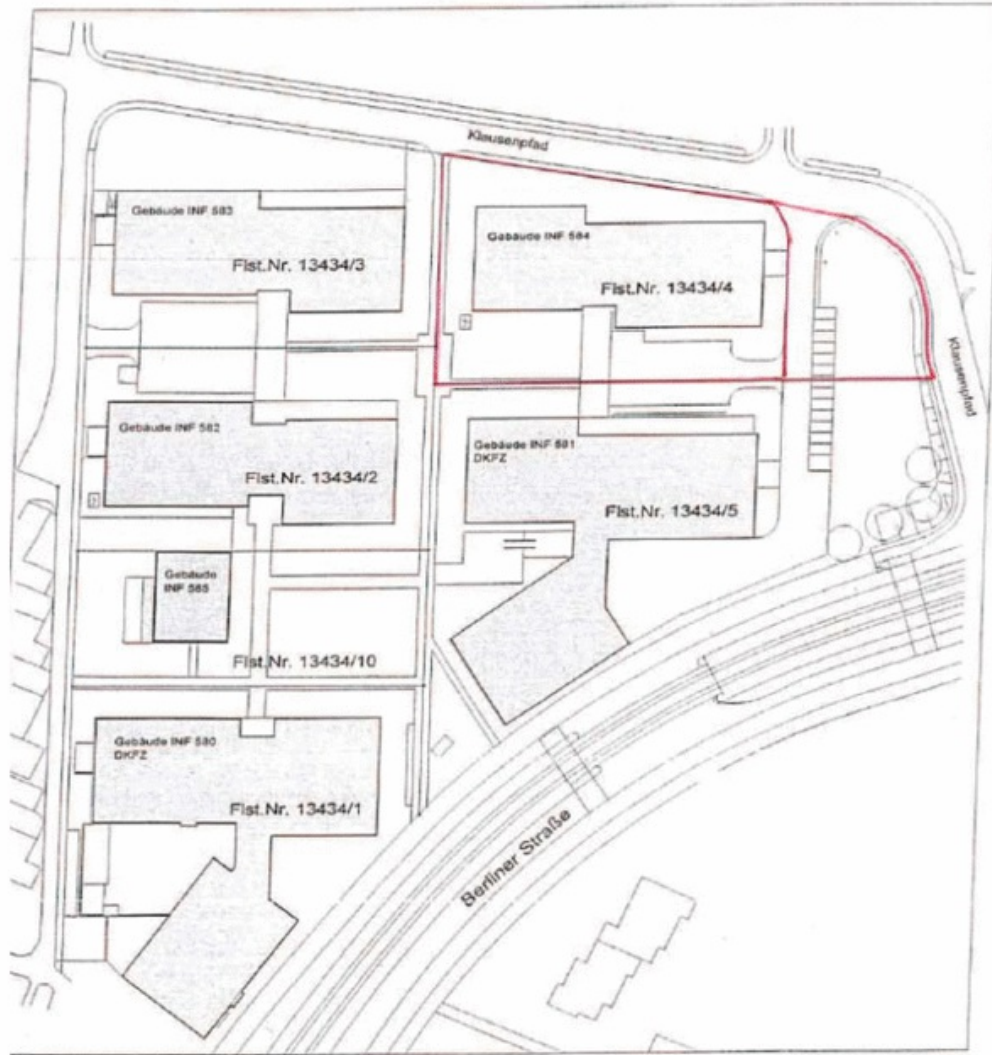 Klausenpfad
Gebäude INF 583
Flst.Nr. 13434/3
Gebäude INF 584
Flst.Nr. 13434/4
Klausenpfad
Gebäude INF 582
Flst.Nr. 13434/2
Gebäude INF 581
DKFZ
Flst.Nr. 13434/5
Gebäude
INF 585
Flst.Nr. 13434/10
Gebäude INF 580
DKFZ
Flst.Nr. 13434/1
Berliner Straße